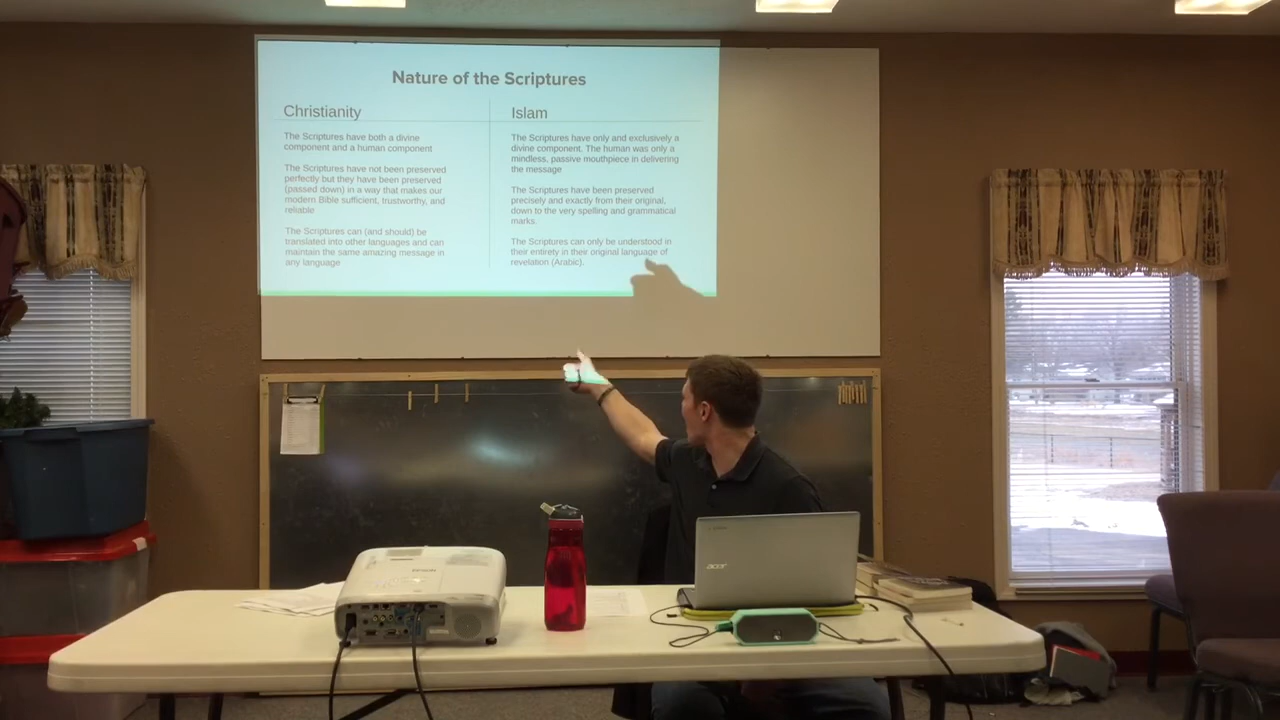 Nature of the Scriptures
Christianity
The Scriptures have both a divine
component and a human component
The Scriptures have not been preserved
perfectly but they have been preserved
(passed down) in a way that makes our
modern Bible sufficient, trustworthy, and
reliable
The Scriptures can (and should) be
translated into other languages and can
maintain the same amazing message in
any language
Islam
The Scriptures have only and exclusively a
divine component. The human was only a
mindless, passive mouthpiece in delivering
the message
The Scriptures have been preserved
precisely and exactly from their original,
down to the very spelling and grammatical
marks.
The Scriptures can only be understood in
their entirety in their original language of
revelation (Arabic).
acer